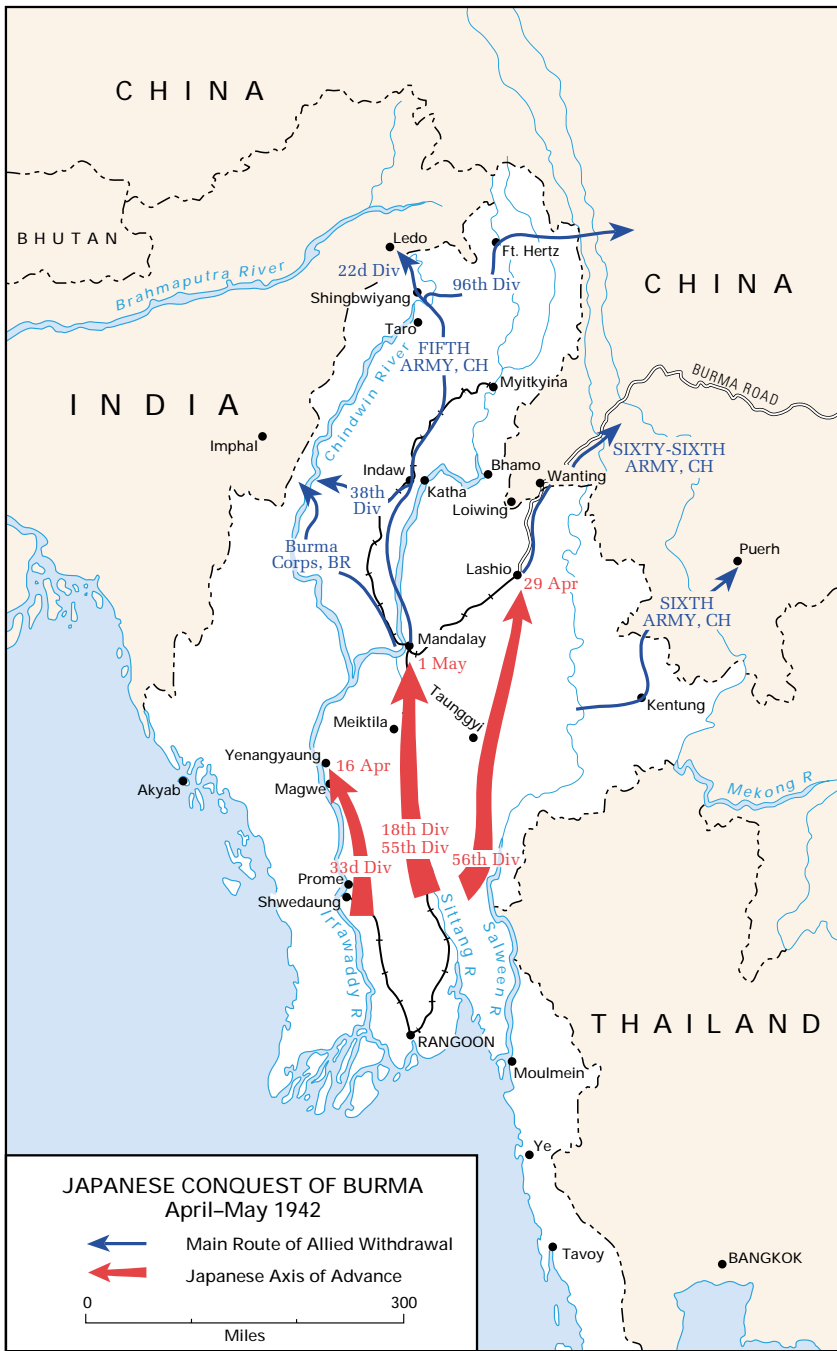 CHINA
BHUTAN
Brahmaputra River
Ledo
22d Div
Shingbwiyang
Taro
Ft. Hertz
96th Div
CHINA
FIFTH
ARMY, CH
Myitkyina
BURMA ROAD
INDIA
Chindwin River
Imphal
Indaw
Katha
Bhamo
Wanting
Loiwing
SIXTY-SIXTH
ARMY, CH
38th
Div
Burma
Corps, BR
Lashio
29 Apr
Puerh
SIXTH
ARMY, CH
Mandalay
1 May
Kentung
Taunggyi
Meiktila
Yenangyaung
16 Apr
Magwe
Akyab
Mekong R
18th Div
55th Div
33d Div
56th Div
Prome
Shwedaung
Irrawaddy R
Sittang R
Salween R
RANGOON
THAILAND
Moulmein
Ye
Tavoy
BANGKOK
JAPANESE CONQUEST OF BURMA
April–May 1942
Main Route of Allied Withdrawal
Japanese Axis of Advance
0 300
Miles